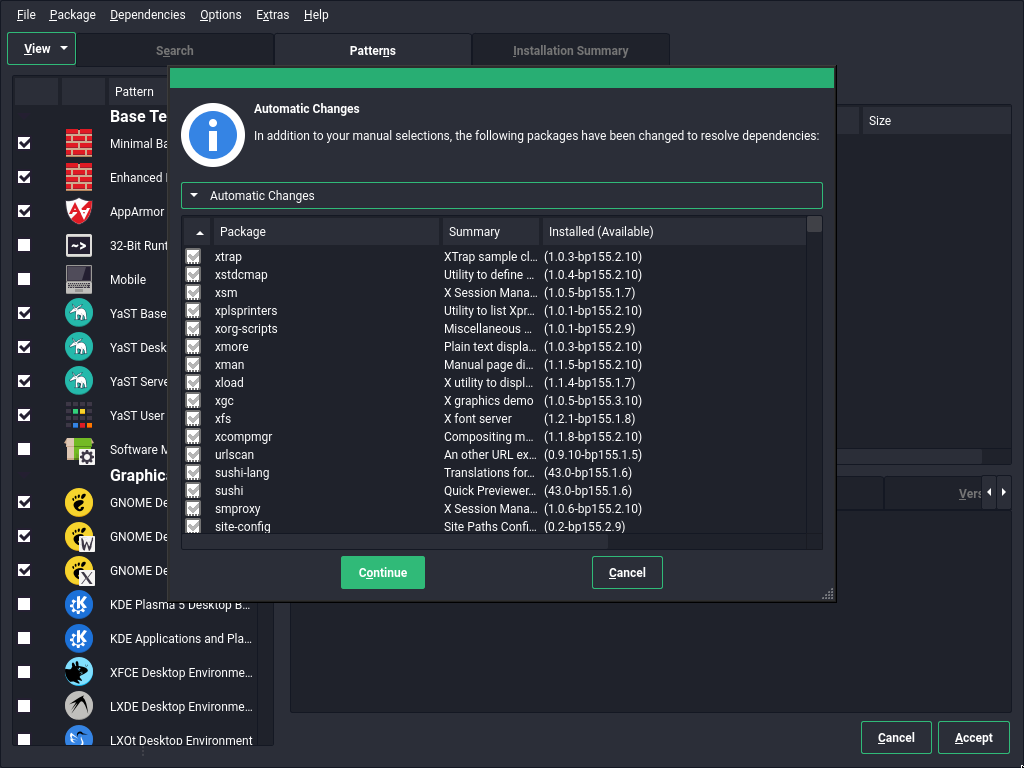 File Package Dependencies Options Extras Help
View Search Patterns Installation Summary
Pattern
Size
Base Te
Minimal Ba
Enhanced
AppArmor
32-Bit Runt
Mobile
YaST Base
YaST Desk
YaST Serve
YaST User
Software M
Graphica
GNOME De
GNOME De
GNOME De
KDE Plasma 5 Desktop B...
KDE Applications and Pla...
XFCE Desktop Environme...
LXDE Desktop Environme...
LXQt Desktop Environment
Automatic Changes
In addition to your manual selections, the following packages have been changed to resolve dependencies:
Automatic Changes
Package Summary Installed (Available)
xtrap XTrap sample cl... (1.0.3-bp155.2.10)
xstdcmap Utility to define ... (1.0.4-bp155.2.10)
xsm X Session Mana... (1.0.5-bp155.1.7)
xplsprinters Utility to list Xpr... (1.0.1-bp155.2.10)
xorg-scripts Miscellaneous ... (1.0.1-bp155.2.9)
xmore Plain text displa... (1.0.3-bp155.2.10)
xman Manual page di... (1.1.5-bp155.2.10)
xload X utility to displ... (1.1.4-bp155.1.7)
xgc X graphics demo (1.0.5-bp155.3.10)
xfs X font server (1.2.1-bp155.1.8)
xcompmgr Compositing m... (1.1.8-bp155.2.10)
urlscan An other URL ex... (0.9.10-bp155.1.5)
sushi-lang Translations for... (43.0-bp155.1.6)
sushi Quick Previewer... (43.0-bp155.1.6)
smproxy X Session Mana... (1.0.6-bp155.2.10)
site-config Site Paths Confi... (0.2-bp155.2.9)
Continue Cancel
Vers
Cancel Accept